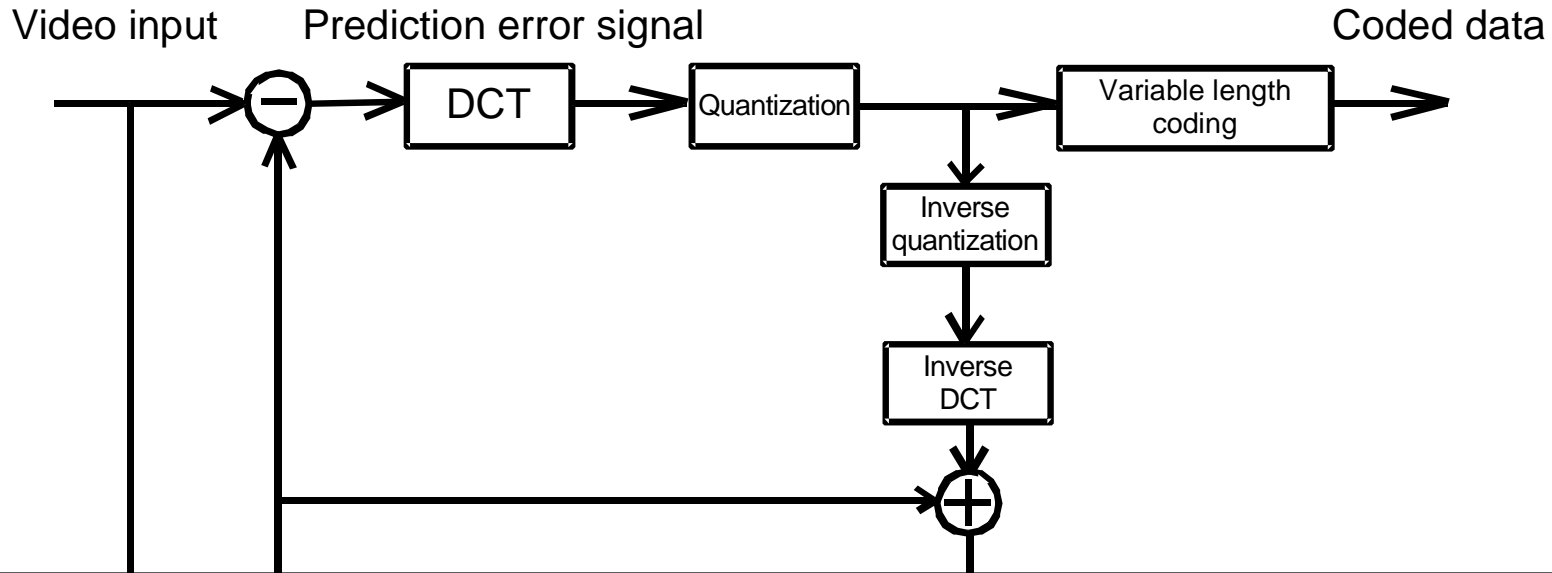 Video input
Prediction error signal
Coded data
DCT
Quantization
Variable length
coding
Inverse
quantization
Inverse
DCT